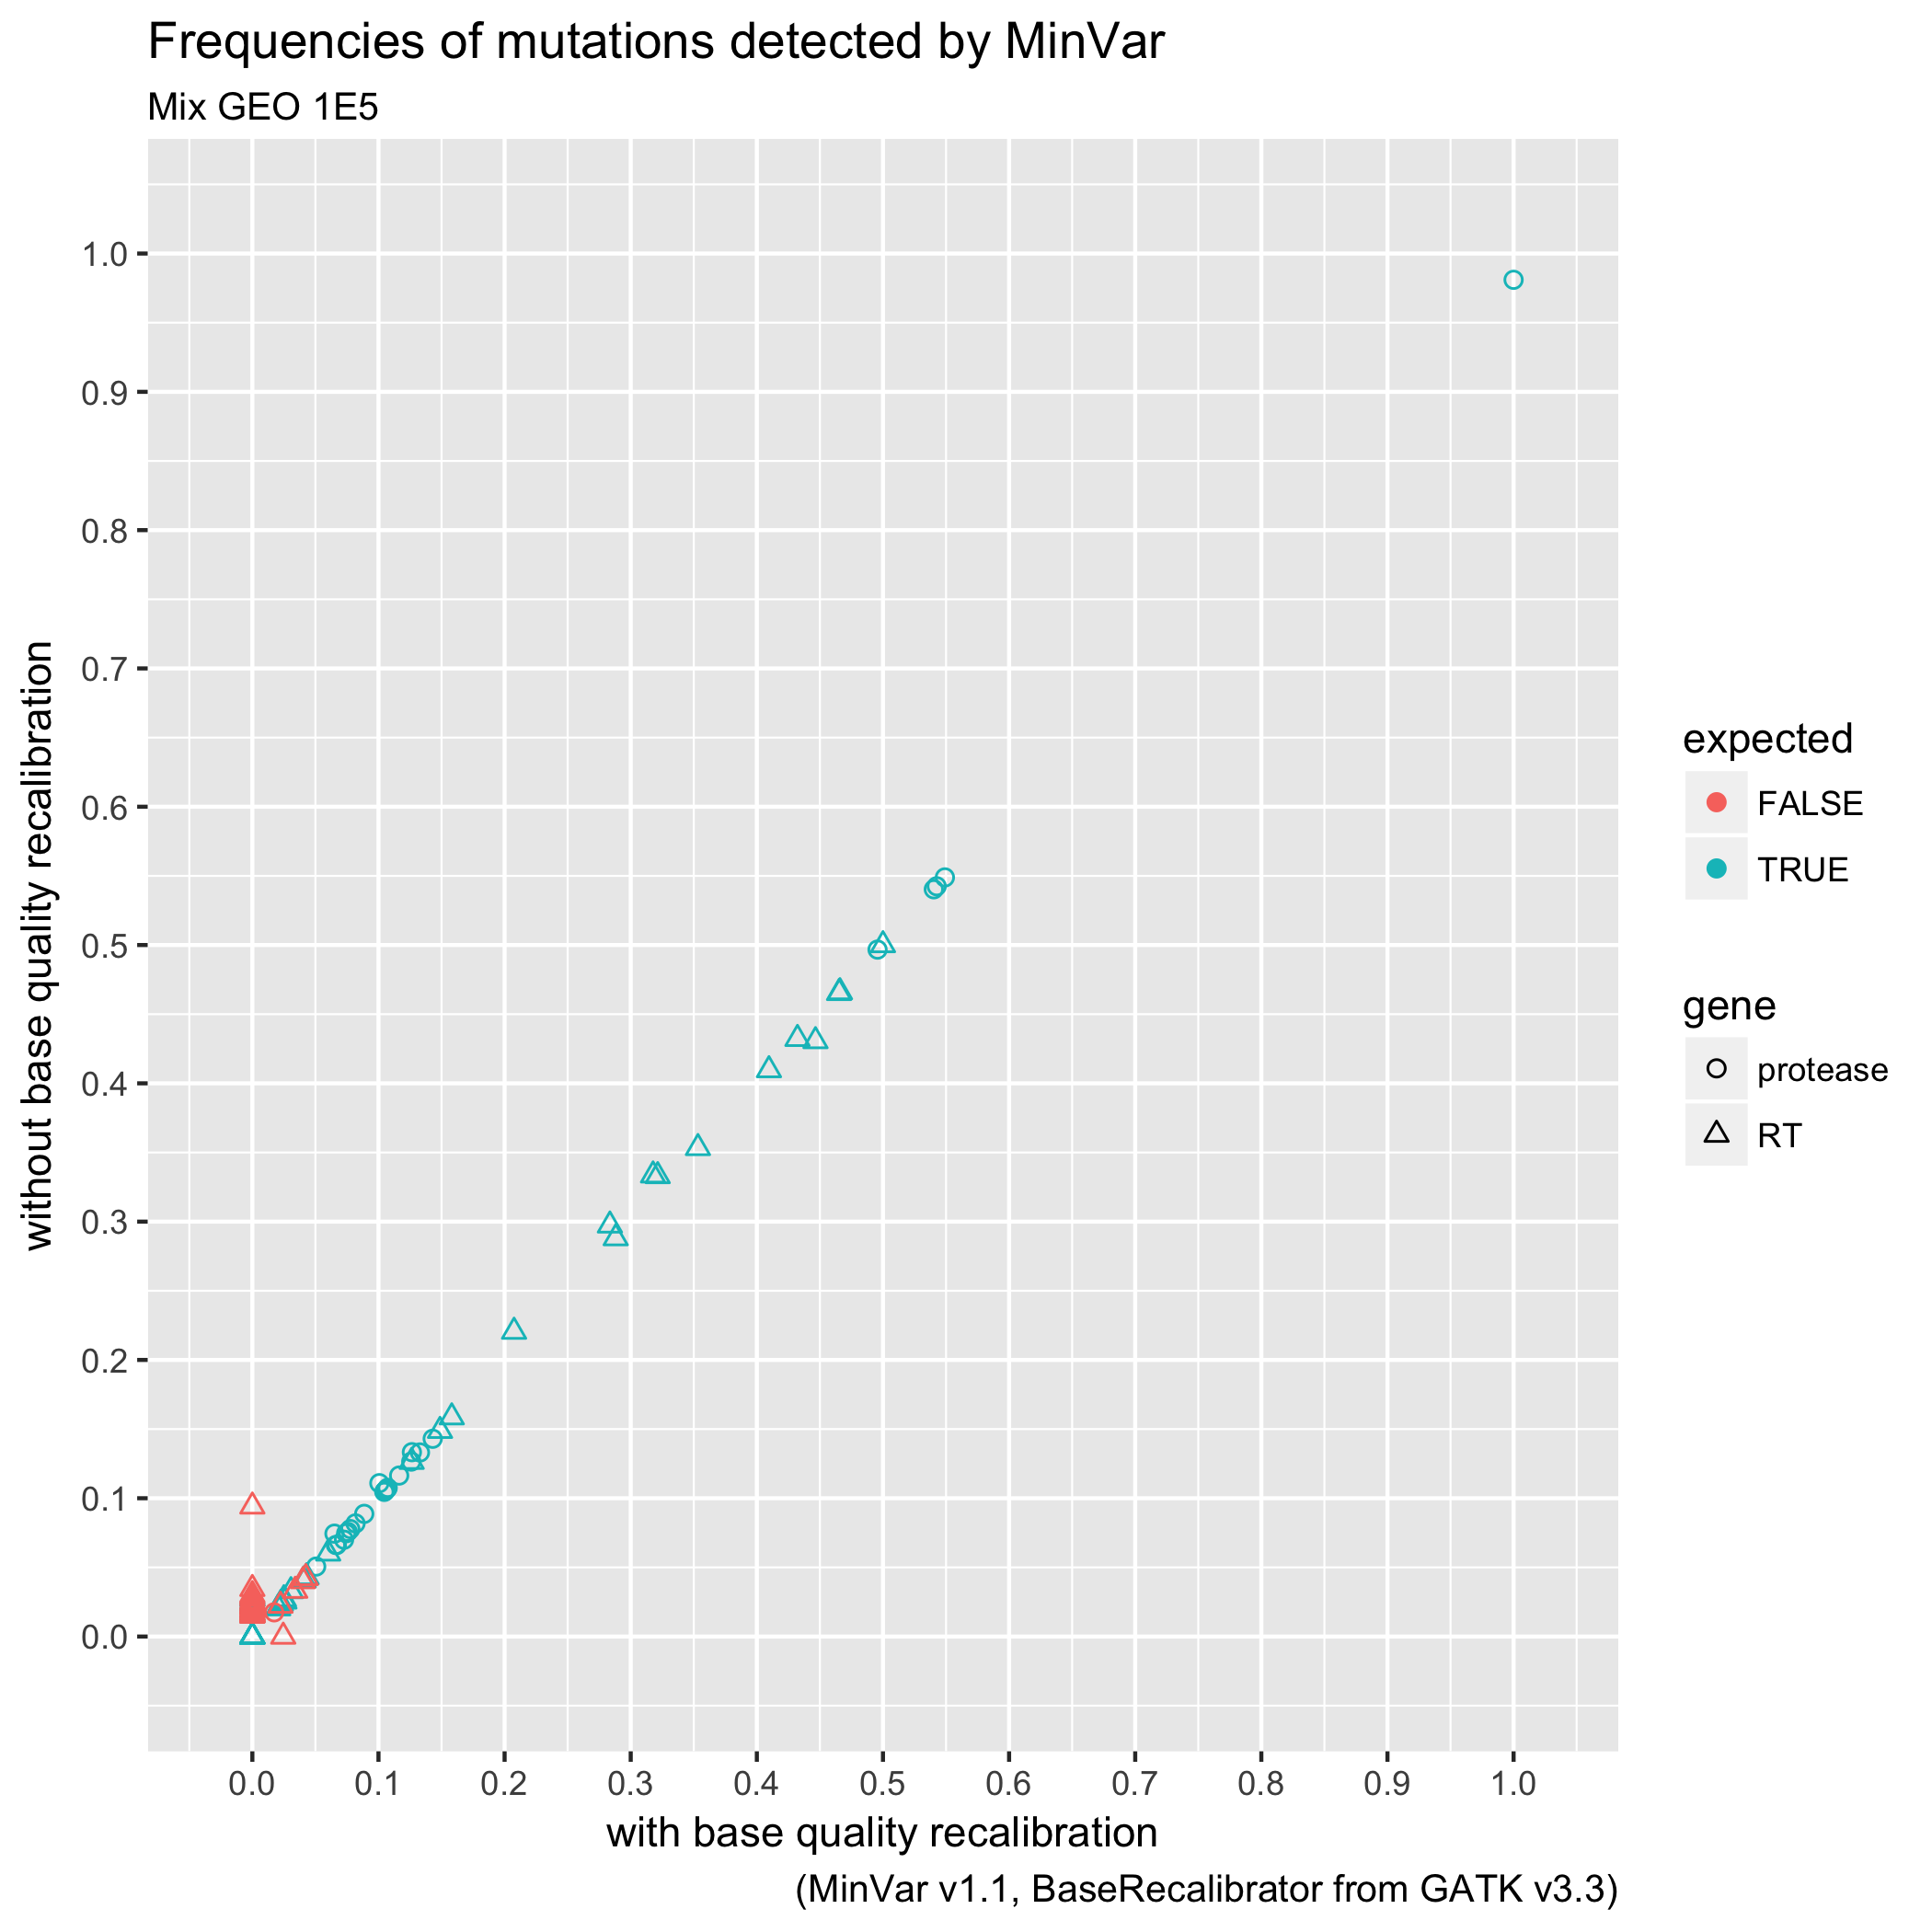 Frequencies of mutations detected by MinVar
Mix GEO 1E5
without base quality recalibration
1.0
0.9
0.8
0.7
0.6
0.5
0.4
0.3
0.2
0.1
0.0
0.0 0.1 0.2 0.3 0.4 0.5 0.6 0.7 0.8 0.9 1.0
with base quality recalibration
(MinVar v1.1, BaseRecalibrator from GATK v3.3)
expected
FALSE
TRUE
gene
protease
RT